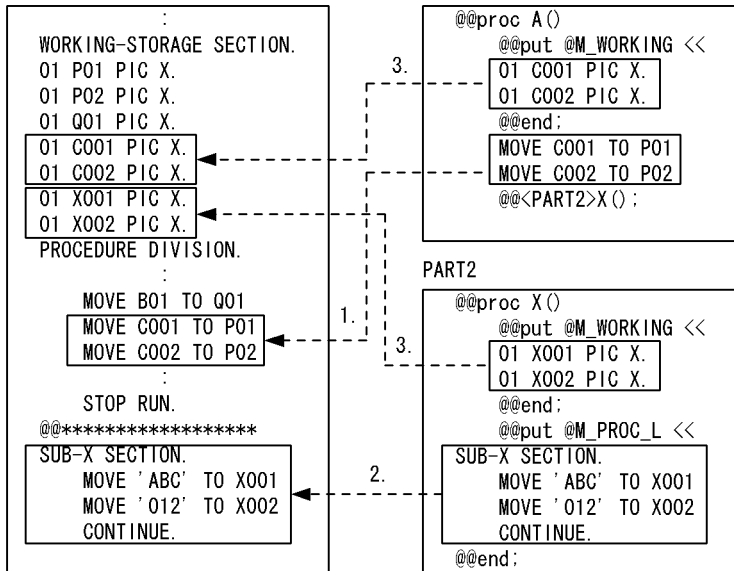 :
WORKING-STORAGE SECTION.
01 P01 PIC X.
01 P02 PIC X.
01 Q01 PIC X.
01 C001 PIC X.
01 C002 PIC X.
01 X001 PIC X.
01 X002 PIC X.
PROCEDURE DIVISION.
:
MOVE B01 TO Q01
MOVE C001 TO P01
MOVE C002 TO P02
:
STOP RUN.
@@******************
SUB-X SECTION.
MOVE 'ABC' TO X001
MOVE '012' TO X002
CONTINUE.
3.
1.
3.
2.
@@proc A()
@@put @M_WORKING <<
01 C001 PIC X.
01 C002 PIC X.
@@end;
MOVE C001 TO P01
MOVE C002 TO P02
@@<PART2>X();
PART2
@@proc X()
@@put @M_WORKING <<
01 X001 PIC X.
01 X002 PIC X.
@@end;
@@put @M_PROC_L <<
SUB-X SECTION.
MOVE 'ABC' TO X001
MOVE '012' TO X002
CONTINUE.
@@end;